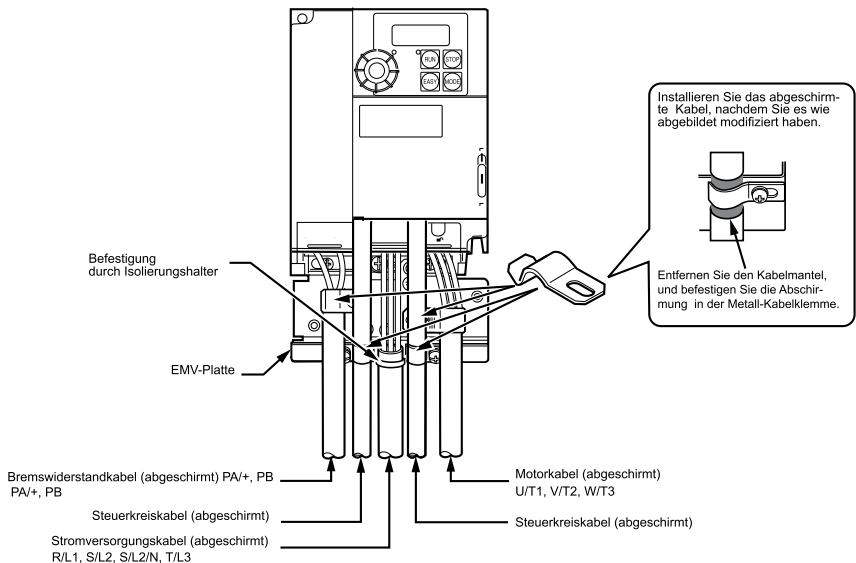 RUN STOP
EASY MODE
Installieren Sie das abgeschirm-
te Kabel, nachdem Sie es wie
abgebildet modifiziert haben.
Entfernen Sie den Kabelmantel,
und befestigen Sie die Abschir-
mung in der Metall-Kabelklemme.
Befestigung
durch Isolierungshalter
EMV-Platte
Bremswiderstandkabel (abgeschirmt) PA/+, PB
PA/+, PB
Steuerkreiskabel (abgeschirmt)
Stromversorgungskabel (abgeschirmt)
R/L1, S/L2, S/L2/N, T/L3
Motorkabel (abgeschirmt)
U/T1, V/T2, W/T3
Steuerkreiskabel (abgeschirmt)